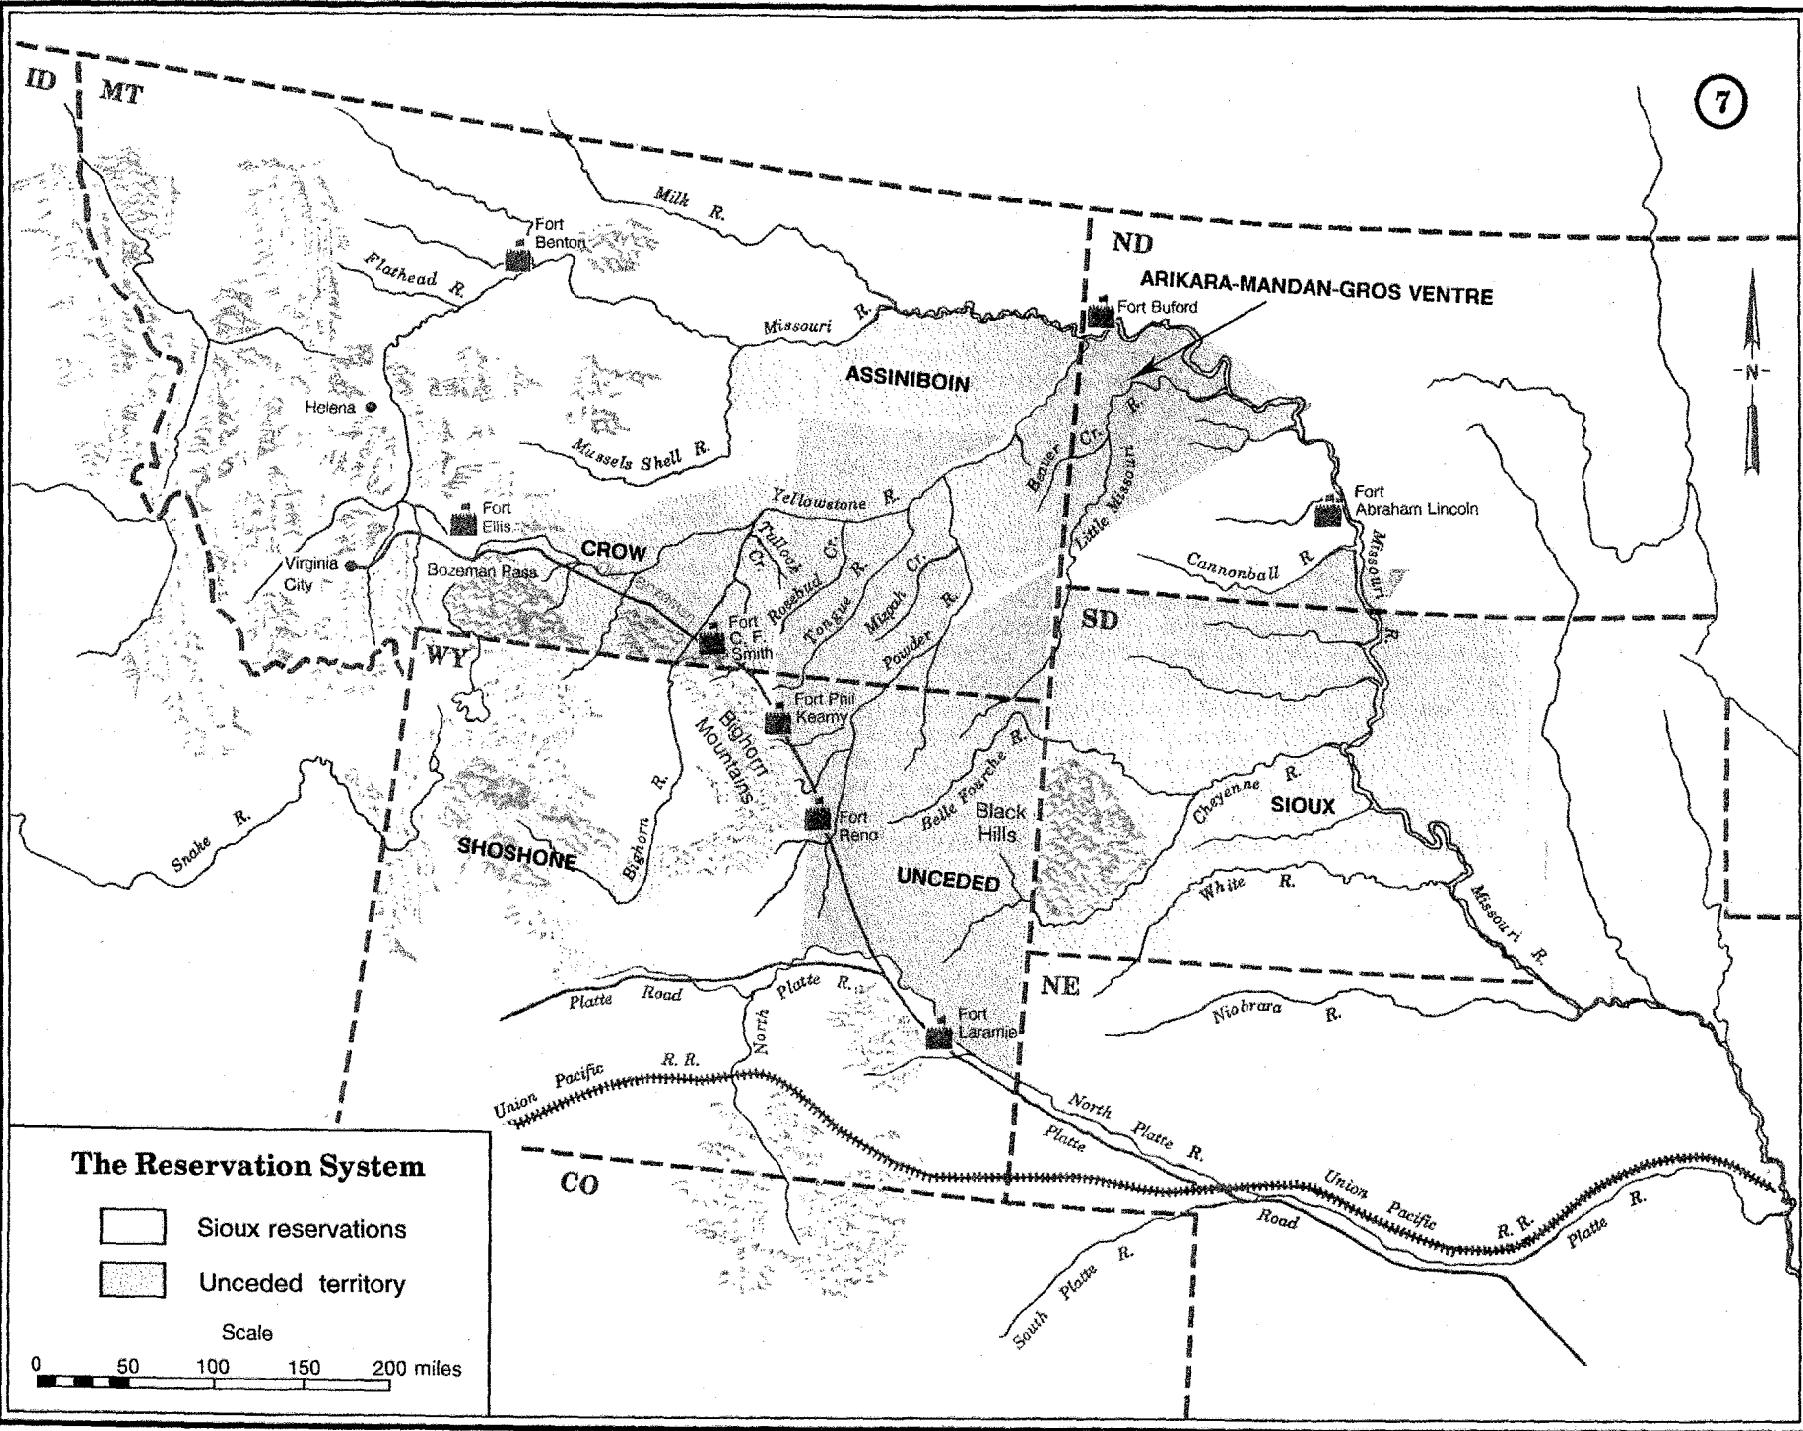 ID
MT
7
Milk R.
Fort
Benton
Flathead R.
ND
ARIKARA-MANDAN-GROS VENTRE
Fort Buford
Missouri R.
ASSINIBOIN
N
Helena
Mussels Shell R.
Beaver Cr.
R.
Little Missouri
Yellowstone R.
Fort
Ellis
Fort
Abraham Lincoln
CROW
Tullock
Cr.
Rosebud Cr.
Tongue R.
Mizpah Cr.
Powder R.
Cannonball R.
Missouri R.
Virginia
City
Bozeman Pass
WY
Fort
C. F.
Smith
SD
Fort Phil
Kearny
Bighorn
Mountains
Belle Fourche R.
Black
Hills
Cheyenne R.
SIOUX
Snake R.
SHOSHONE
Bighorn R.
Fort
Reno
UNCEDED
White R.
Missouri R.
Platte Road
North Platte R.
NE
Niobrara R.
Fort
Laramie
Union Pacific R. R.
North Platte R.
Platte Road
CO
Union Pacific R. R.
Platte R.
South Platte R.
The Reservation System
Sioux reservations
Unceded territory
Scale
0 50 100 150 200 miles